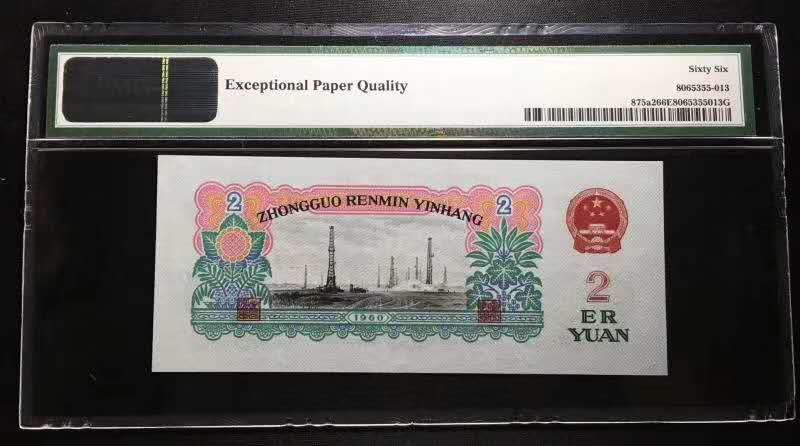 Exceptional Paper Quality
Sixty Six
8065355-013
875a266E8065355013G
2
ZHONGGUO RENMIN YINHANG
2
1960
2
ER
YUAN